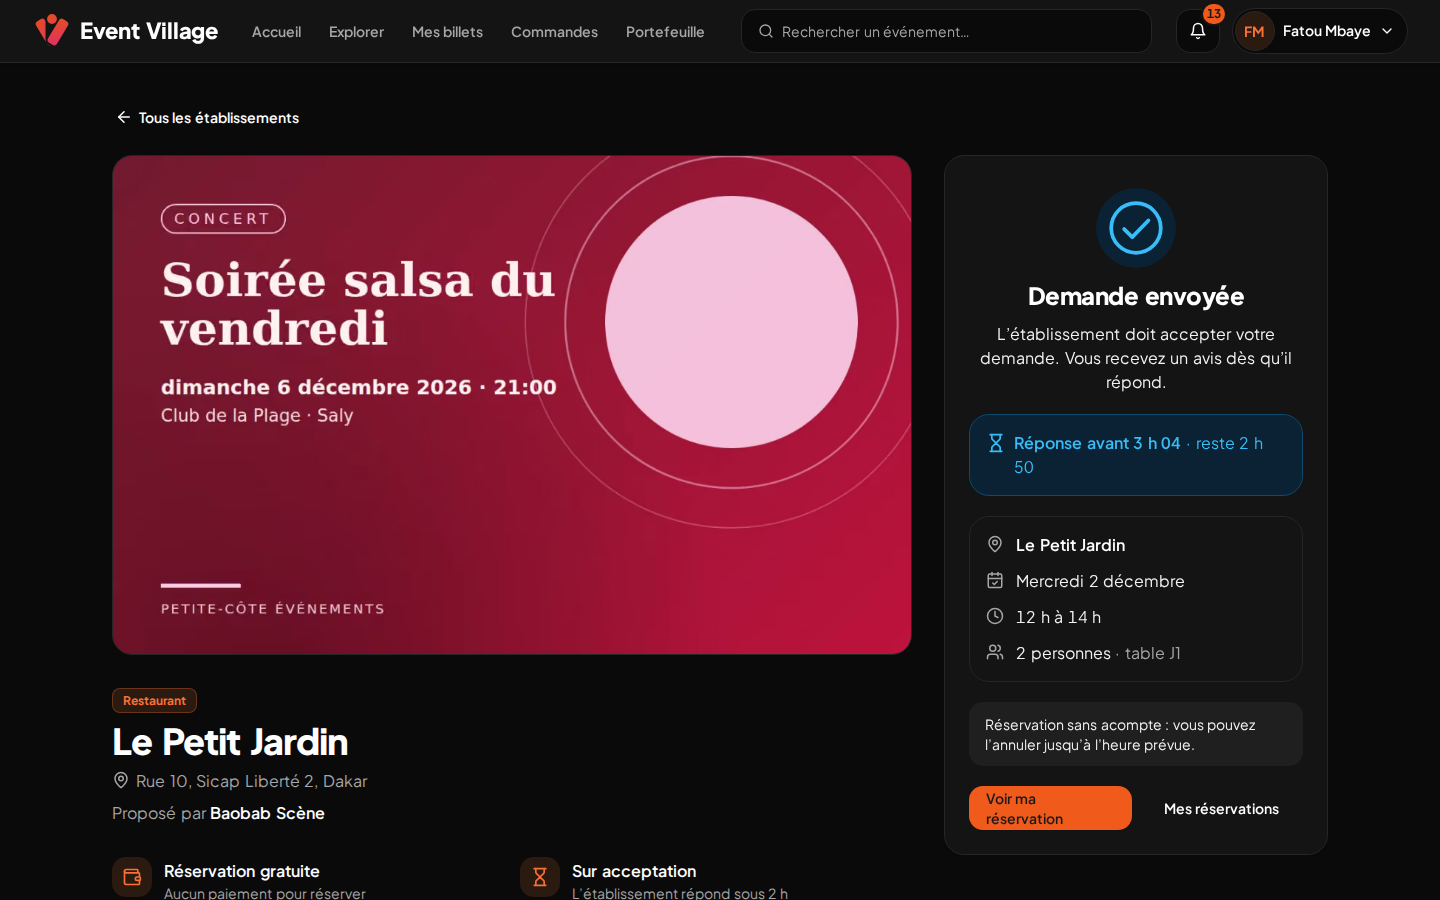 Event Village
Accueil
Explorer
Mes billets
Commandes
Portefeuille
Rechercher un événement...
13
FM
Fatou Mbaye
Tous les établissements
CONCERT
Soirée salsa du
vendredi
dimanche 6 décembre 2026 · 21:00
Club de la Plage · Saly
PETITE-CÔTE ÉVÉNEMENTS
Restaurant
Le Petit Jardin
Rue 10, Sicap Liberté 2, Dakar
Proposé par Baobab Scène
Réservation gratuite
Aucun paiement pour réserver
Sur acceptation
L'établissement répond sous 2 h
Demande envoyée
L'établissement doit accepter votre
demande. Vous recevez un avis dès qu'il
répond.
Réponse avant 3 h 04 · reste 2 h
50
Le Petit Jardin
Mercredi 2 décembre
12 h à 14 h
2 personnes · table J1
Réservation sans acompte : vous pouvez
l'annuler jusqu'à l'heure prévue.
Voir ma
réservation
Mes réservations